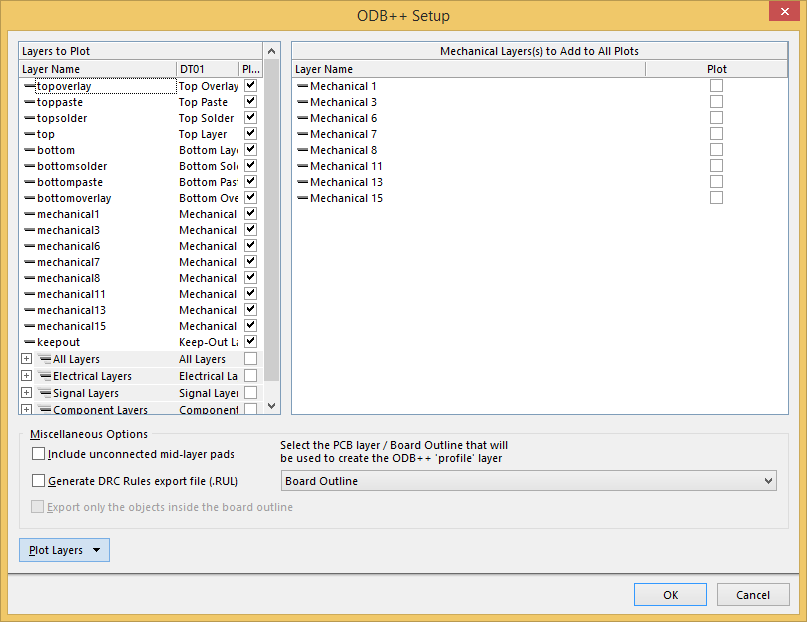 ODB++ Setup
Layers to Plot
Layer Name DT01 Pl...
topoverlay Top Overlay
toppaste Top Paste
topsolder Top Solder
top Top Layer
bottom Bottom Lay
bottomsolder Bottom Sol
bottompaste Bottom Pas
bottomoverlay Bottom Ove
mechanical1 Mechanical
mechanical3 Mechanical
mechanical6 Mechanical
mechanical7 Mechanical
mechanical8 Mechanical
mechanical11 Mechanical
mechanical13 Mechanical
mechanical15 Mechanical
keepout Keep-Out La
All Layers All Layers
Electrical Layers Electrical La
Signal Layers Signal Layer
Component Layers Component
Mechanical Layers(s) to Add to All Plots
Layer Name Plot
Mechanical 1
Mechanical 3
Mechanical 6
Mechanical 7
Mechanical 8
Mechanical 11
Mechanical 13
Mechanical 15
Miscellaneous Options
Include unconnected mid-layer pads
Generate DRC Rules export file (.RUL)
Export only the objects inside the board outline
Select the PCB layer / Board Outline that will
be used to create the ODB++ 'profile' layer
Board Outline
Plot Layers
OK Cancel